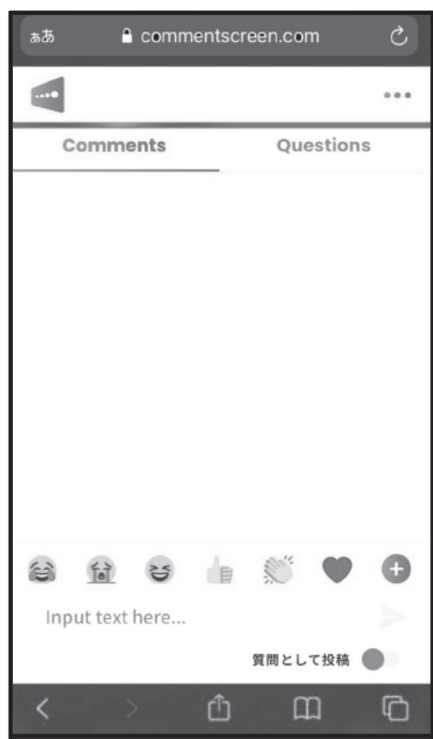 ぁあ commentscreen.com
Comments Questions
Input text here...
質問として投稿